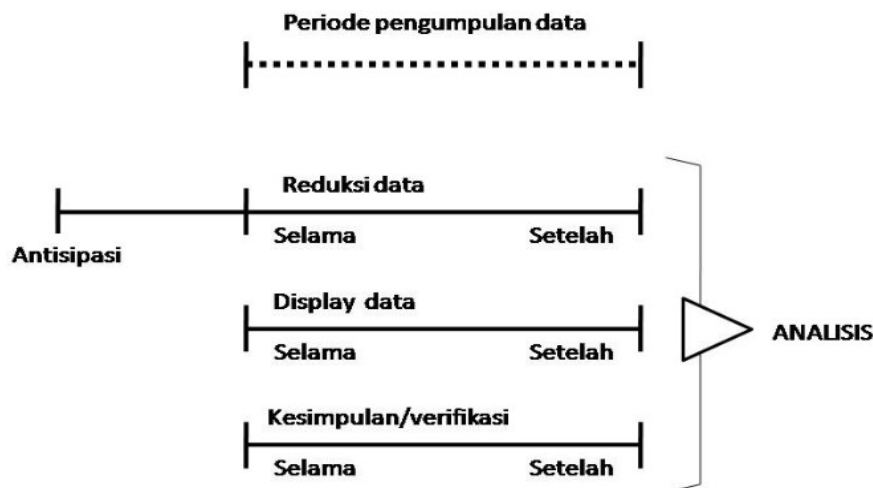 Periode pengumpulan data
Reduksi data
Selama Setelah
Antisipasi
Display data
Selama Setelah
ANALISIS
Kesimpulan/verifikasi
Selama Setelah